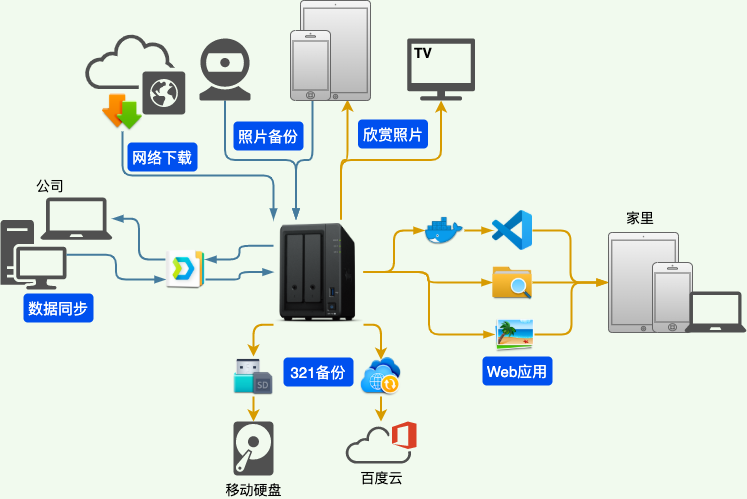 TV
照片备份
欣赏照片
网络下载
公司
家里
数据同步
321备份
SD
Web应用
百度云
移动硬盘